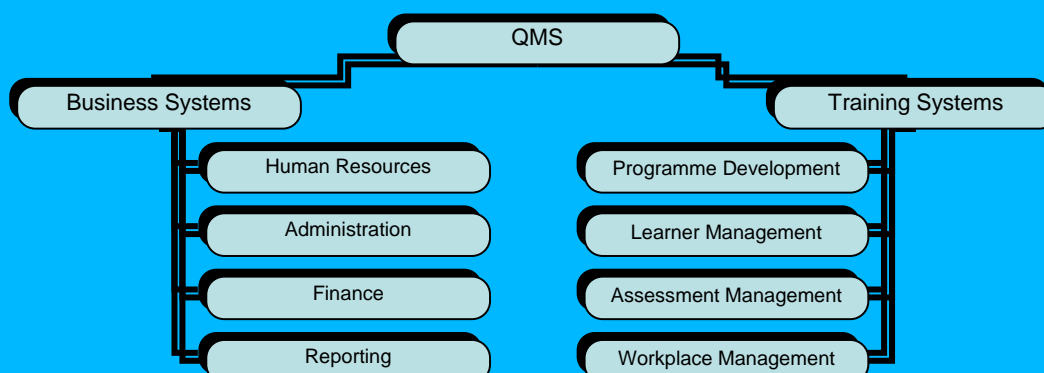 QMS
Business Systems
Training Systems
Human Resources
Programme Development
Administration
Learner Management
Finance
Assessment Management
Reporting
Workplace Management